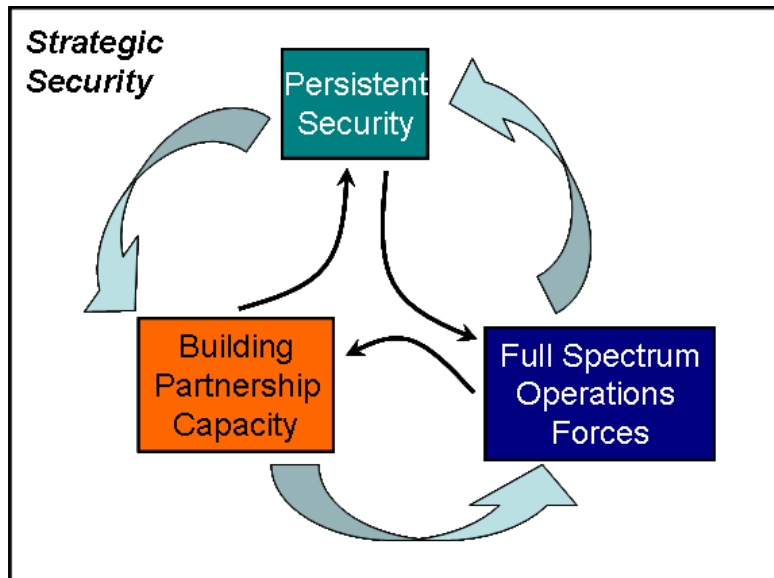 Strategic
Security
Persistent
Security
Building
Partnership
Capacity
Full Spectrum
Operations
Forces